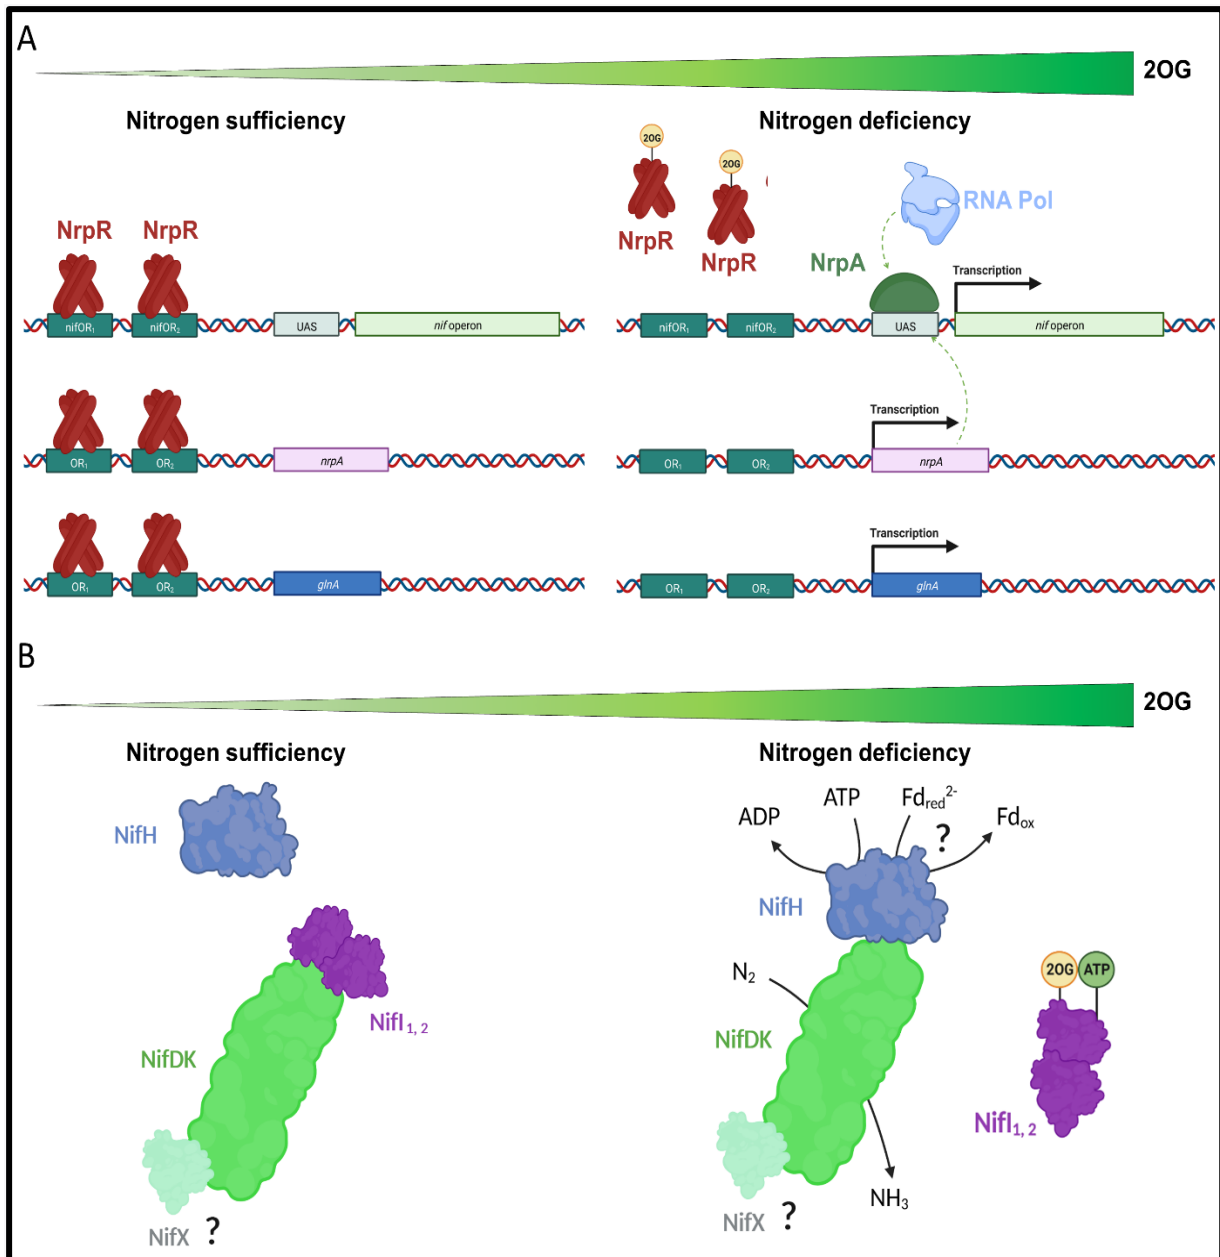 A
2OG
Nitrogen sufficiency
Nitrogen deficiency
2OG
2OG
NrpR
NrpR
NrpR
NrpR
NrpA
RNA Pol
Transcription
nifOR₁
nifOR₂
UAS
nif operon
nifOR₁
nifOR₂
UAS
nif operon
Transcription
OR₁
OR₂
nrpA
OR₁
OR₂
nrpA
Transcription
OR₁
OR₂
glnA
OR₁
OR₂
glnA
B
2OG
Nitrogen sufficiency
Nitrogen deficiency
NifH
NifI₁, ₂
NifDK
NifX ?
ADP
ATP
Fd_red²⁻
Fd_ox
?
NifH
N₂
NifDK
2OG
ATP
NifI₁, ₂
NH₃
NifX ?